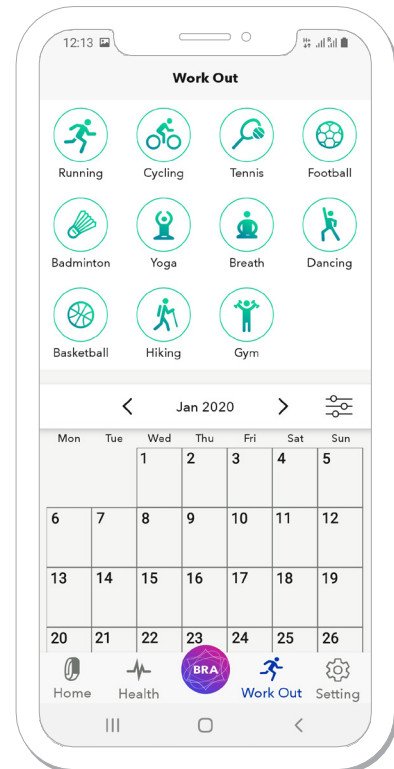 12:13
Work Out
Running Cycling Tennis Football
Badminton Yoga Breath Dancing
Basketball Hiking Gym
Jan 2020
Mon Tue Wed Thu Fri Sat Sun
1 2 3 4 5
6 7 8 9 10 11 12
13 14 15 16 17 18 19
20 21 22 23 24 25 26
BRA
Home Health Work Out Setting